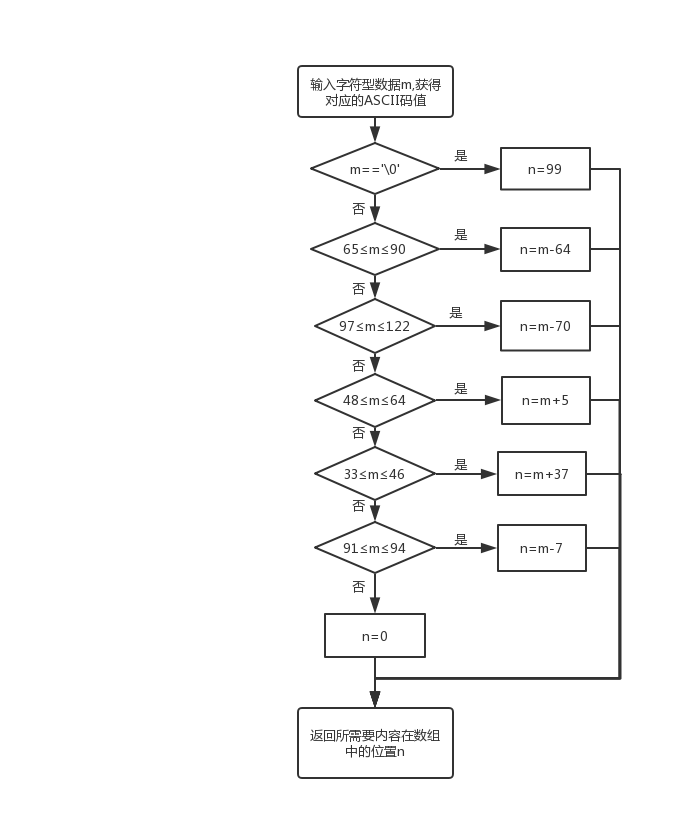 输入字符型数据m,获得
对应的ASCII码值
m=='\0'
是
n=99
否
65≤m≤90
是
n=m-64
否
97≤m≤122
是
n=m-70
否
48≤m≤64
是
n=m+5
否
33≤m≤46
是
n=m+37
否
91≤m≤94
是
n=m-7
否
n=0
返回所需要内容在数组
中的位置n